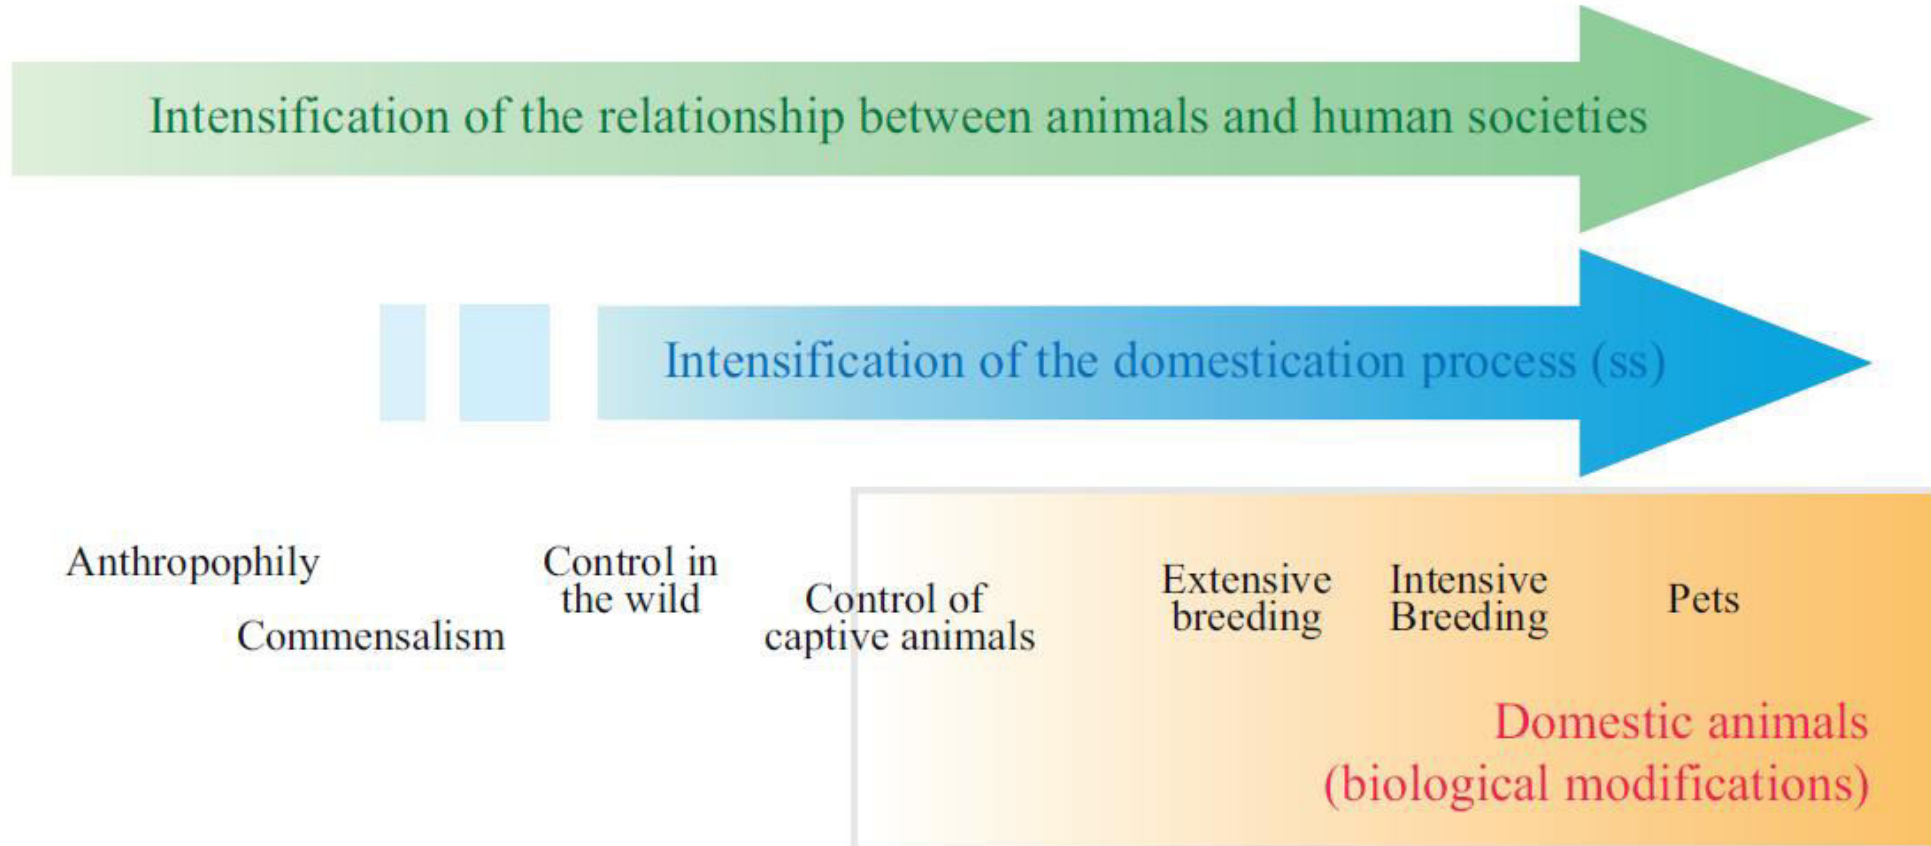 Intensification of the relationship between animals and human societies
Intensification of the domestication process (ss)
Anthropophily
Commensalism
Control in
the wild
Control of
captive animals
Extensive
breeding
Intensive
Breeding
Pets
Domestic animals
(biological modifications)